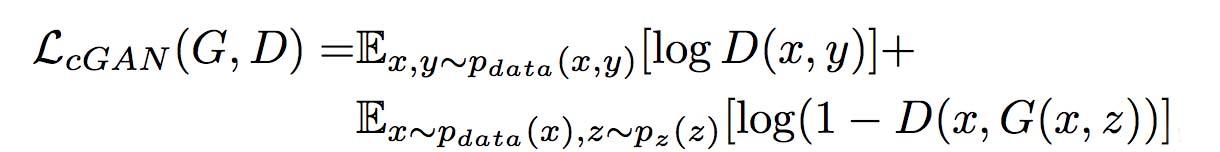 ℒ_{cGAN}(G, D) =𝔼_{x,y∼p_{data}(x,y)}[log D(x, y)]+
𝔼_{x∼p_{data}(x),z∼p_z(z)}[log(1 − D(x, G(x, z))]